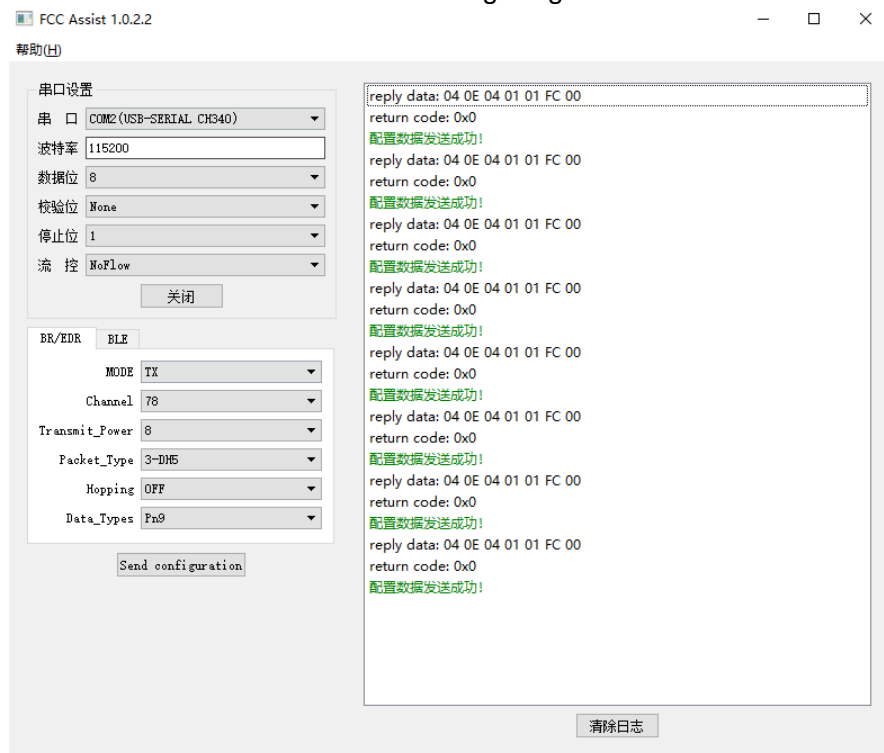 FCC Assist 1.0.2.2
帮助(H)
串口设置
串 口 COM2(USB-SERIAL CH340)
波特率 115200
数据位 8
校验位 None
停止位 1
流 控 NoFlow
关闭
BR/EDR BLE
MODE TX
Channel 78
Transmit_Power 8
Packet_Type 3-DH5
Hopping OFF
Data_Types Pn9
Send configuration
reply data: 04 0E 04 01 01 FC 00
return code: 0x0
配置数据发送成功!
reply data: 04 0E 04 01 01 FC 00
return code: 0x0
配置数据发送成功!
reply data: 04 0E 04 01 01 FC 00
return code: 0x0
配置数据发送成功!
reply data: 04 0E 04 01 01 FC 00
return code: 0x0
配置数据发送成功!
reply data: 04 0E 04 01 01 FC 00
return code: 0x0
配置数据发送成功!
reply data: 04 0E 04 01 01 FC 00
return code: 0x0
配置数据发送成功!
reply data: 04 0E 04 01 01 FC 00
return code: 0x0
配置数据发送成功!
reply data: 04 0E 04 01 01 FC 00
return code: 0x0
配置数据发送成功!
清除日志